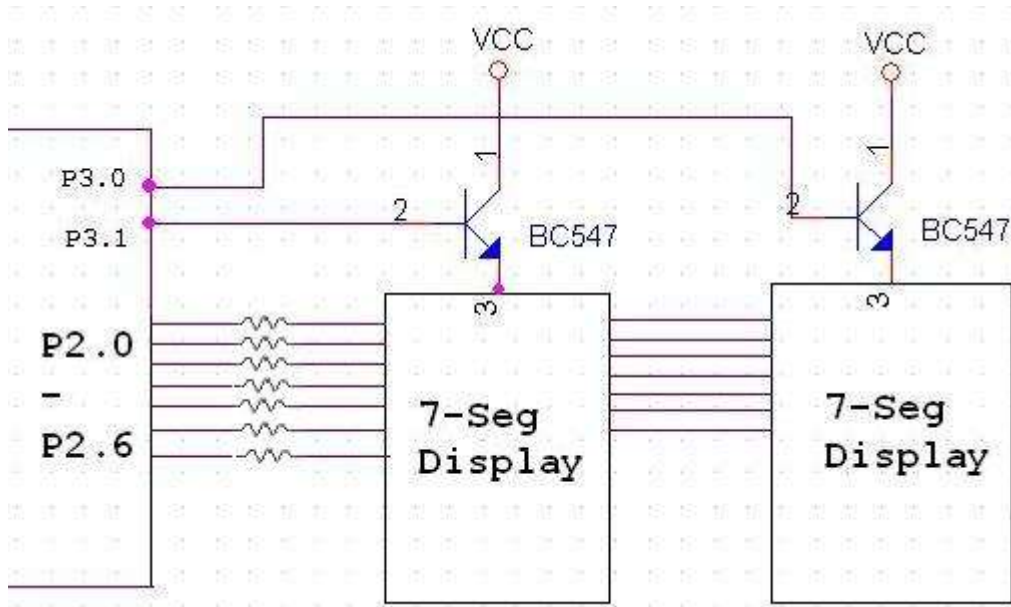 VCC
VCC
P3.0
1
1
2
2
P3.1
BC547
BC547
3
3
P2.0
-
P2.6
7-Seg
Display
7-Seg
Display